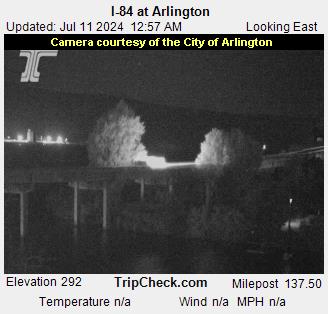 I-84 at Arlington
Updated: Jul 11 2024 12:57 AM Looking East
Camera courtesy of the City of Arlington
Elevation 292 TripCheck.com Milepost 137.50
Temperature n/a Wind n/a MPH n/a